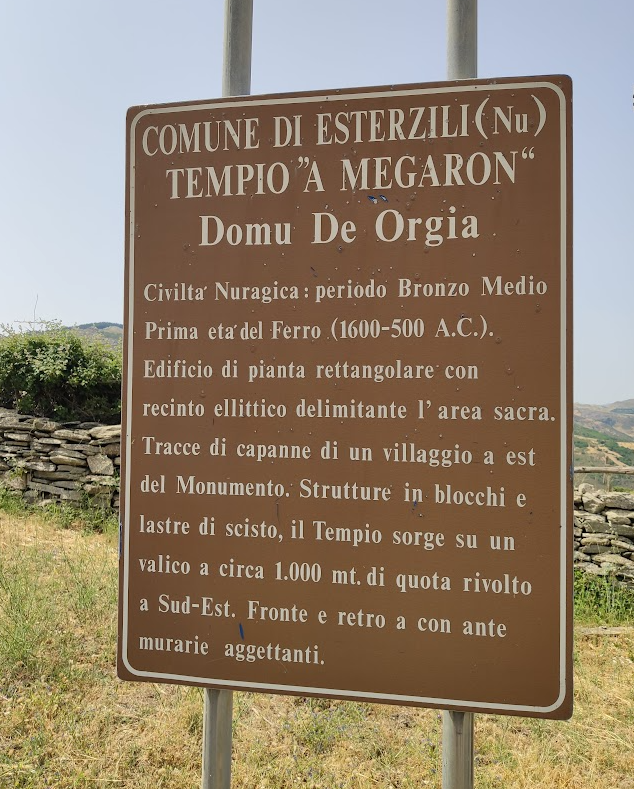 COMUNE DI ESTERZILI (Nu)
TEMPIO "A MEGARON"
Domu De Orgia
Civiltá Nuragica: periodo Bronzo Medio
Prima etá del Ferro (1600-500 A.C.).
Edificio di pianta rettangolare con
recinto ellittico delimitante l'area sacra.
Tracce di capanne di un villaggio a est
del Monumento. Strutture in blocchi e
lastre di scisto, il Tempio sorge su un
valico a circa 1.000 mt. di quota rivolto
a Sud-Est. Fronte e retro a con ante
murarie aggettanti.